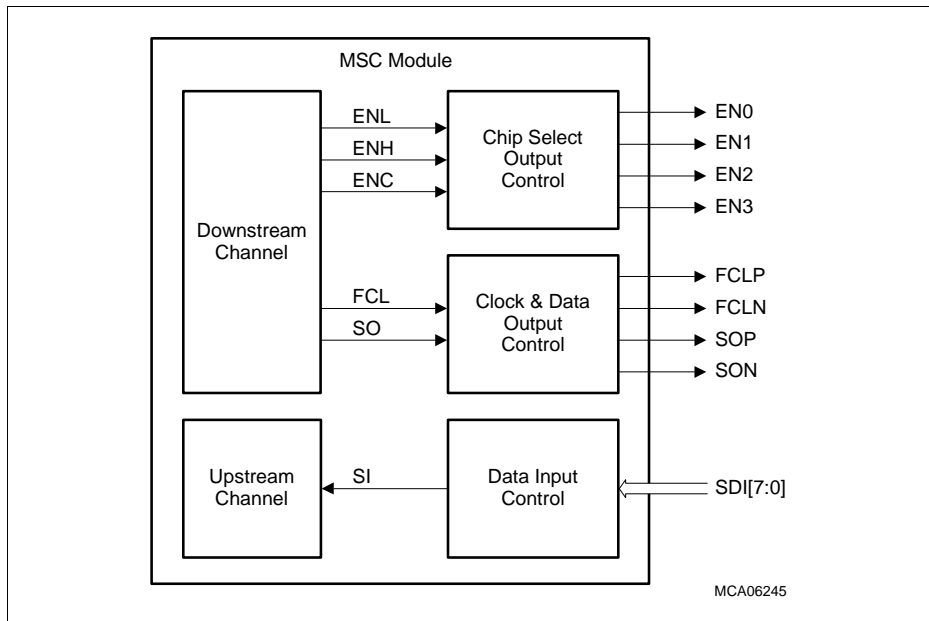 MSC Module
Downstream
Channel
ENL
ENH
ENC
FCL
SO
Chip Select
Output
Control
EN0
EN1
EN2
EN3
Clock & Data
Output
Control
FCLP
FCLN
SOP
SON
Upstream
Channel
SI
Data Input
Control
SDI[7:0]
MCA06245